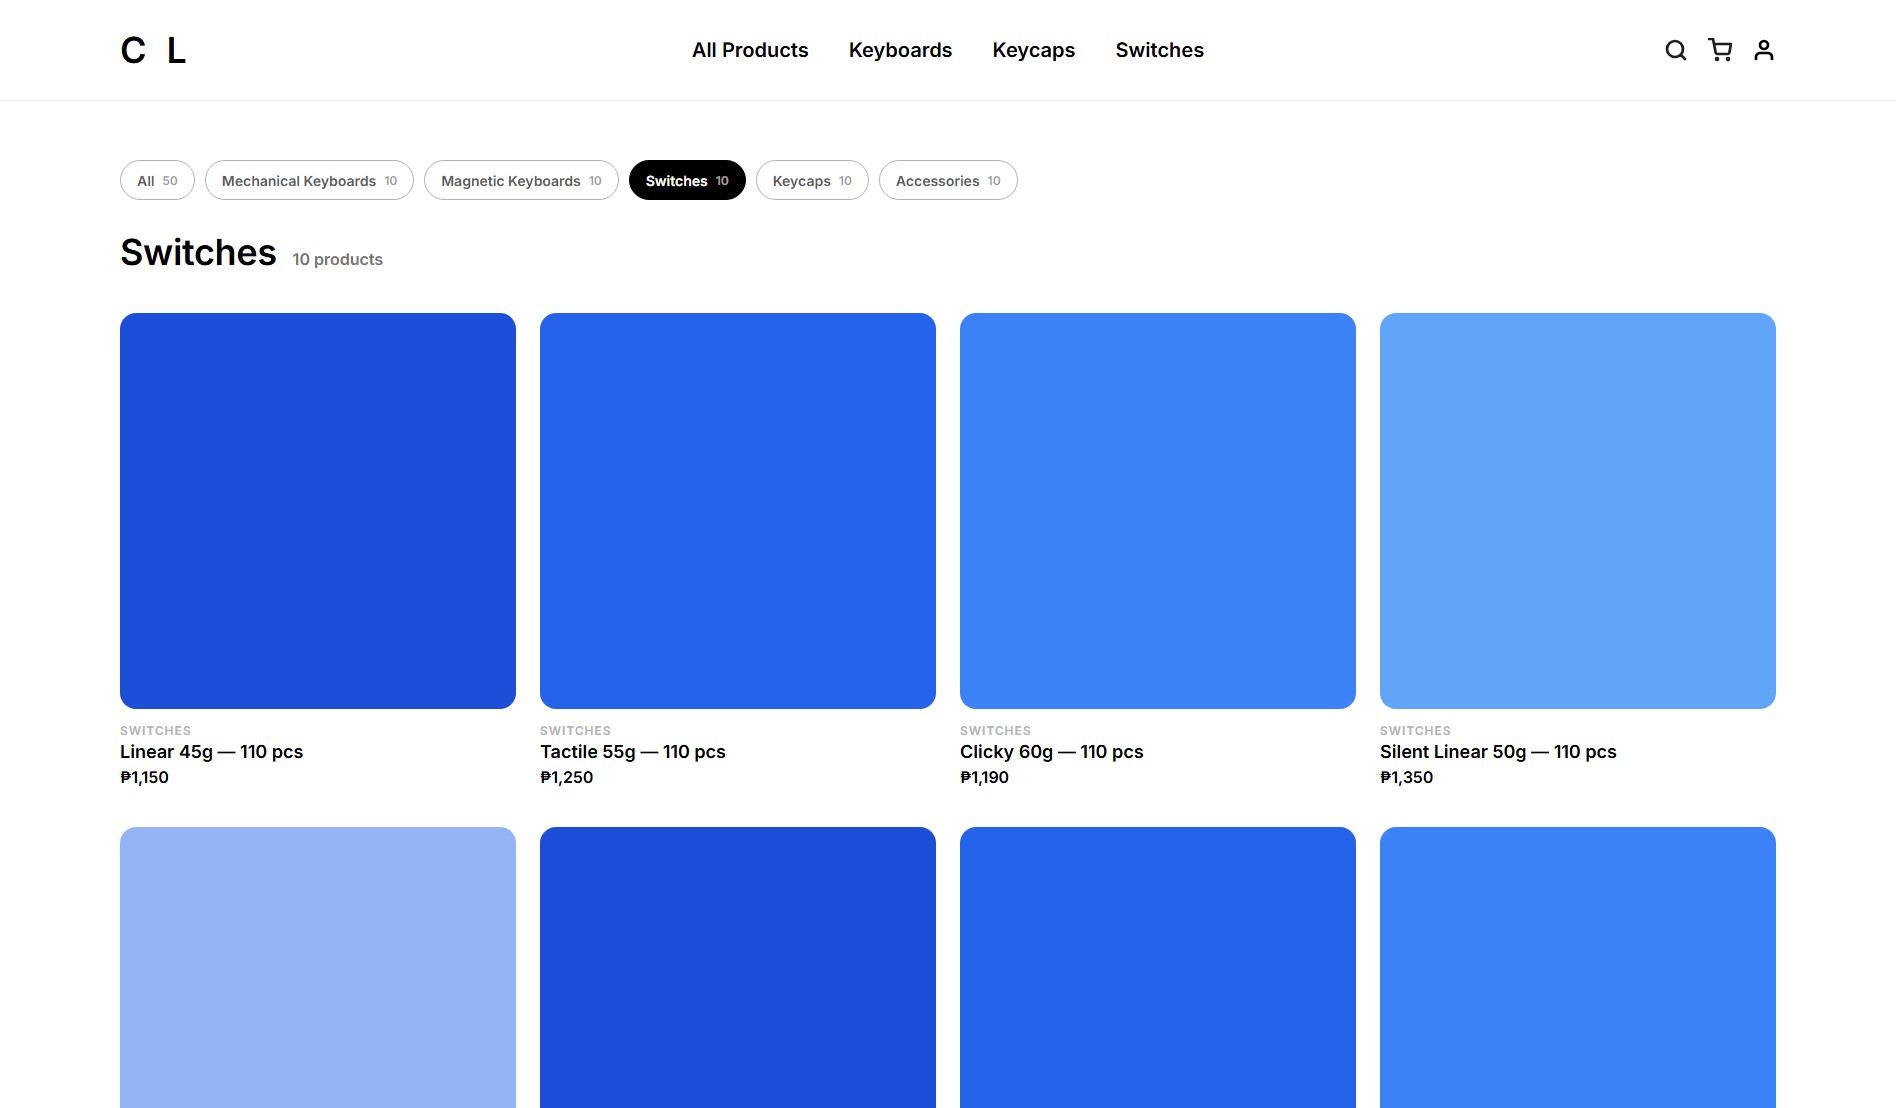 C L
All Products Keyboards Keycaps Switches
All 50 Mechanical Keyboards 10 Magnetic Keyboards 10 Switches 10 Keycaps 10 Accessories 10
Switches 10 products
SWITCHES
Linear 45g — 110 pcs
₱1,150
SWITCHES
Tactile 55g — 110 pcs
₱1,250
SWITCHES
Clicky 60g — 110 pcs
₱1,190
SWITCHES
Silent Linear 50g — 110 pcs
₱1,350